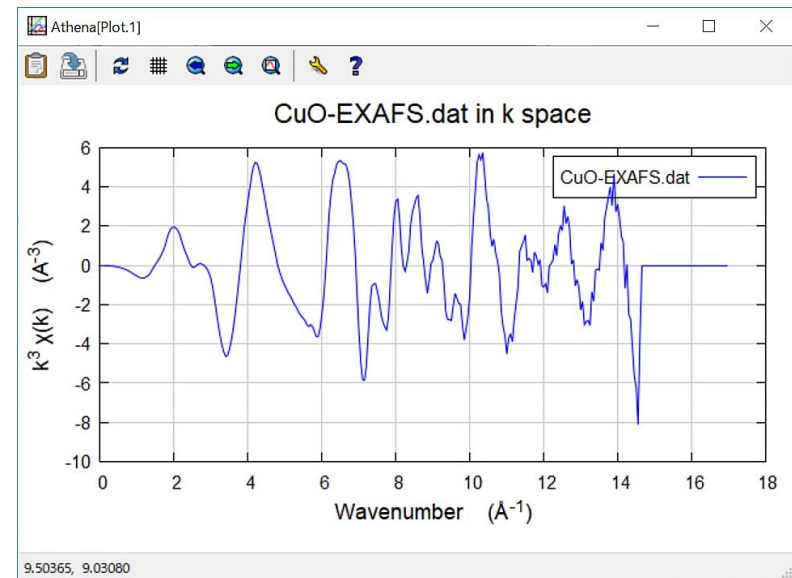 Athena[Plot.1]
CuO-EXAFS.dat in k space
6
4
2
0
-2
-4
-6
-8
-10
k³ χ(k) (A⁻³)
CuO-EXAFS.dat
0 2 4 6 8 10 12 14 16 18
Wavenumber (Å⁻¹)
9.50365, 9.03080